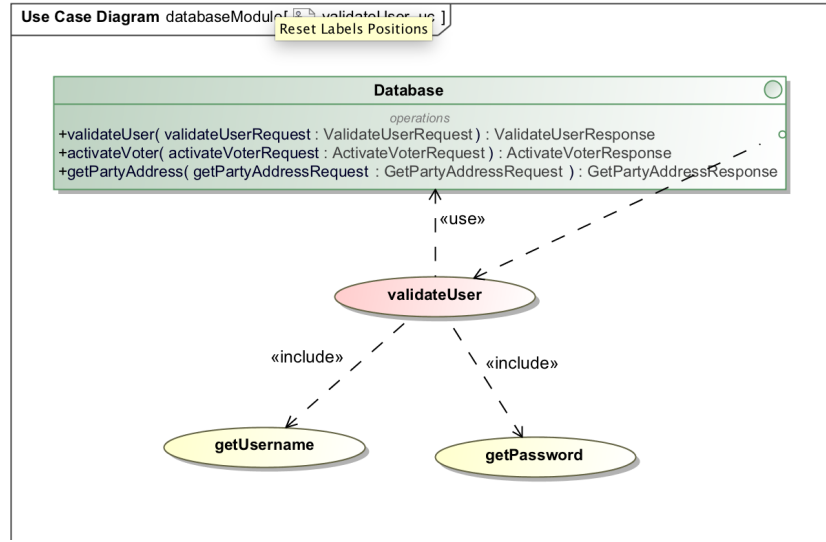 Use Case Diagram databaseModule[ validateUser_uc ]
Reset Labels Positions
Database
operations
+validateUser( validateUserRequest : ValidateUserRequest ) : ValidateUserResponse
+activateVoter( activateVoterRequest : ActivateVoterRequest ) : ActivateVoterResponse
+getPartyAddress( getPartyAddressRequest : GetPartyAddressRequest ) : GetPartyAddressResponse
«use»
validateUser
«include»
«include»
getUsername
getPassword